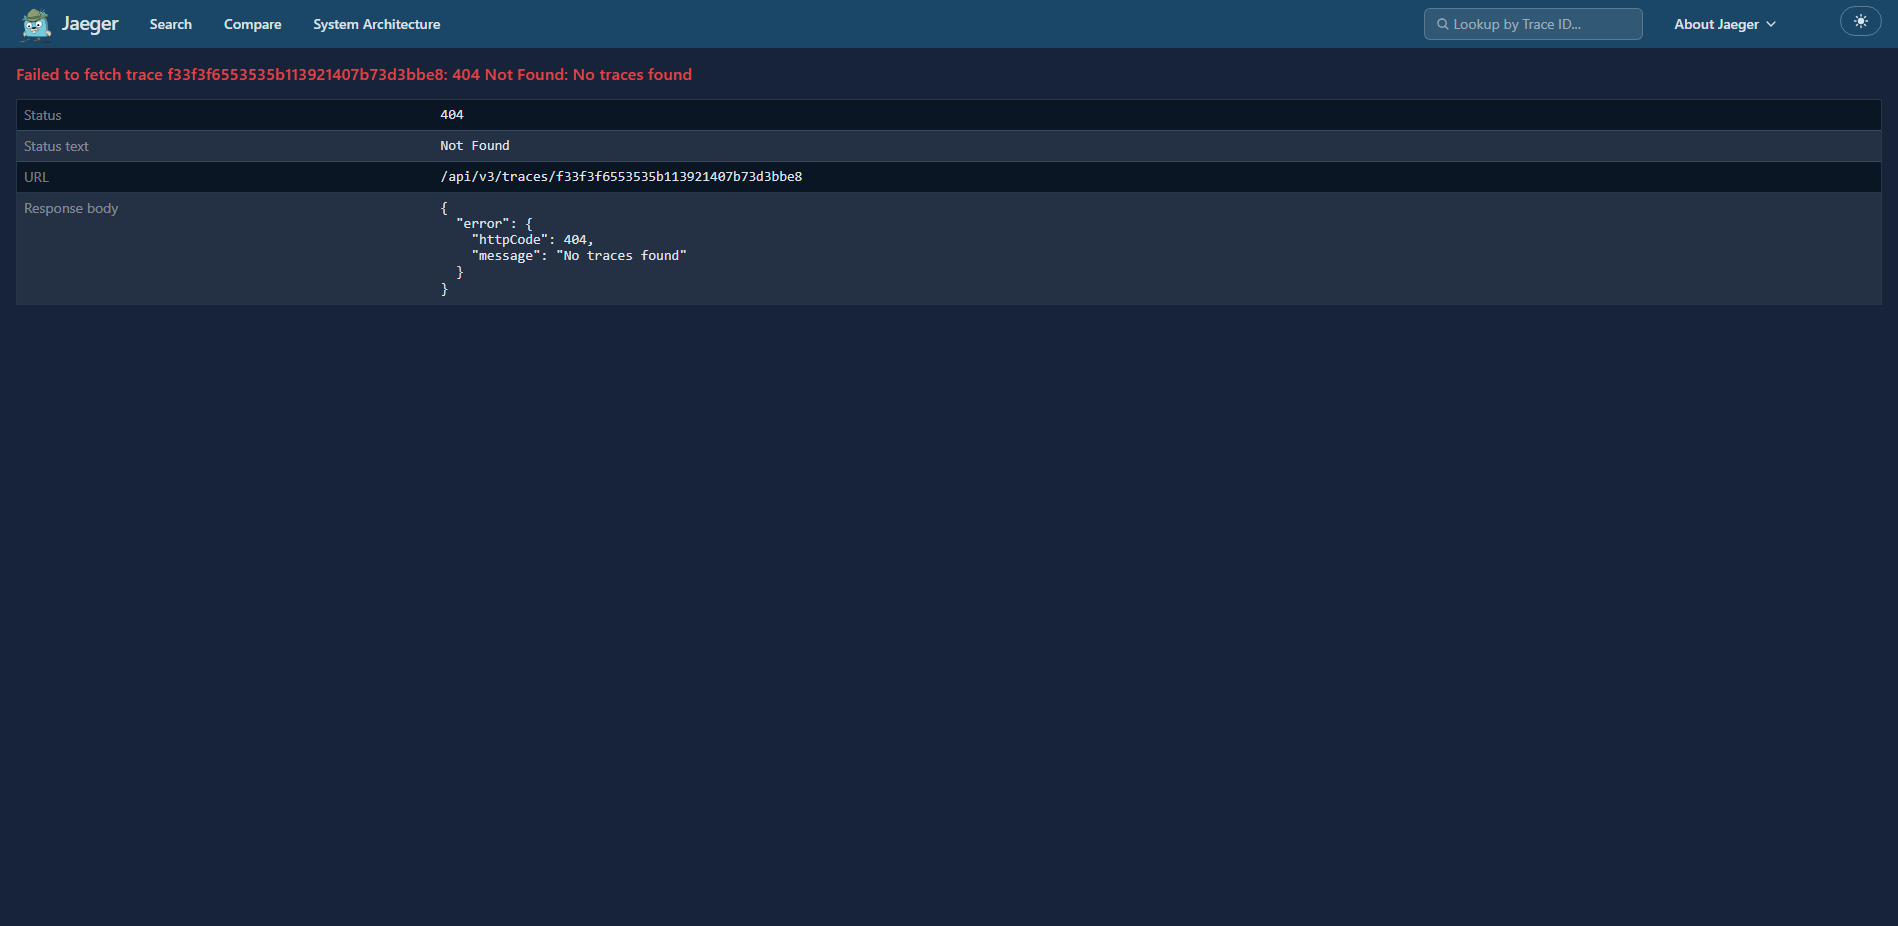 Jaeger Search Compare System Architecture Lookup by Trace ID... About Jaeger
Failed to fetch trace f33f3f6553535b113921407b73d3bbe8: 404 Not Found: No traces found
Status 404
Status text Not Found
URL /api/v3/traces/f33f3f6553535b113921407b73d3bbe8
Response body {
"error": {
"httpCode": 404,
"message": "No traces found"
}
}